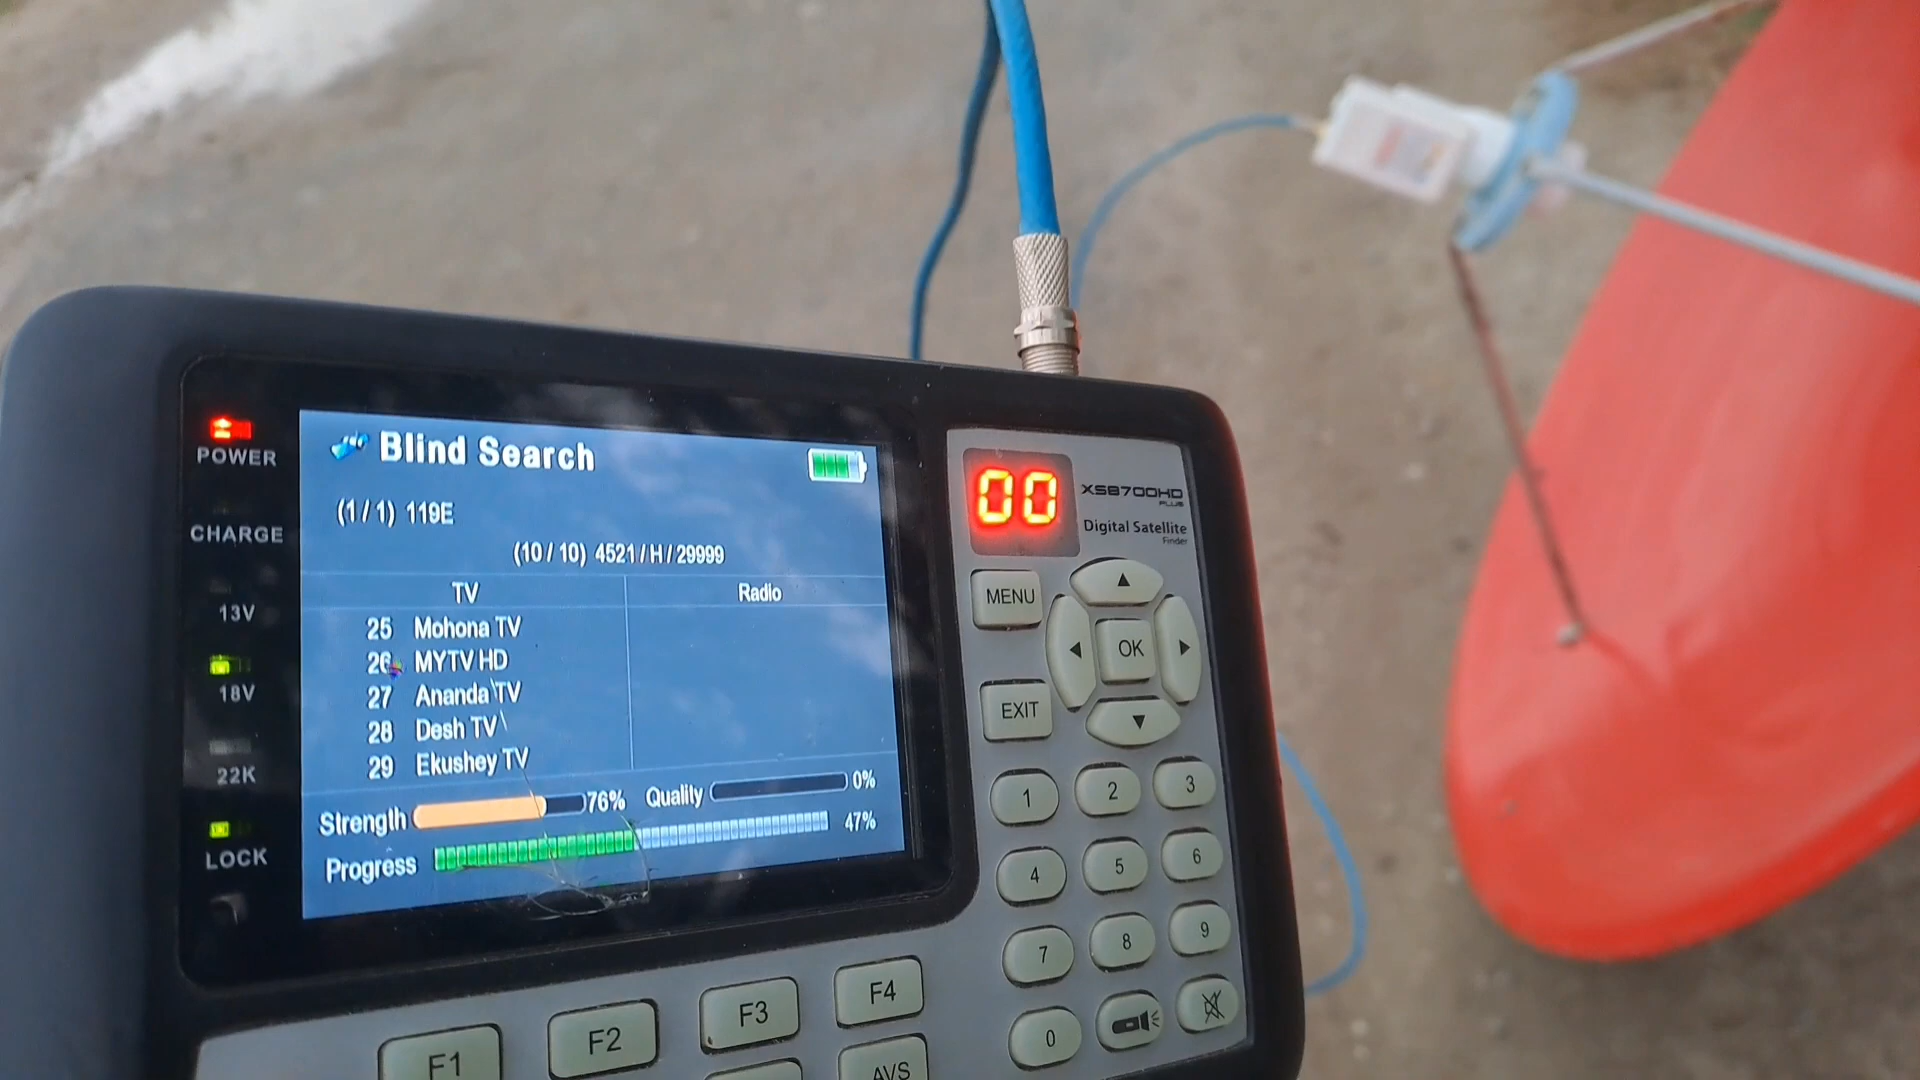 Blind Search
(1 / 1) 119E
(10 / 10) 4521 / H / 29999
TV Radio
25 Mohona TV
26 MYTV HD
27 Ananda TV
28 Desh TV
29 Ekushey TV
Strength 76% Quality 0%
Progress 47%
POWER
CHARGE
13V
18V
22K
LOCK
00
XS8700HD
PLUS
Digital Satellite
Finder
MENU
OK
EXIT
1 2 3
4 5 6
7 8 9
0
F1 F2 F3 F4
AVS